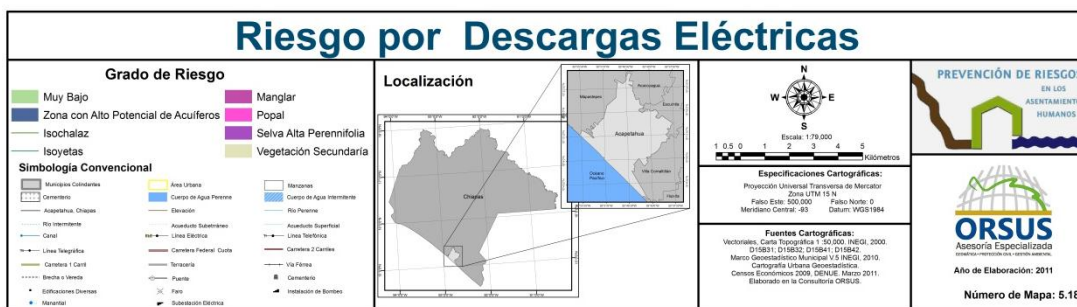 Riesgo por Descargas Eléctricas
Grado de Riesgo
Muy Bajo
Zona con Alto Potencial de Acuíferos
Isochalaz
Isoyetas
Manglar
Popal
Selva Alta Perennifolia
Vegetación Secundaría
Simbología Convencional
Municipios Colindantes
Cementerio
Acapetahua, Chiapas
Río Intermitente
Canal
Línea Telegráfica
Carretera 1 Carril
Brecha o Vereda
Edificaciones Diversas
Manantial
Área Urbana
Cuerpo de Agua Perenne
Elevación
Acueducto Subterráneo
Línea Eléctrica
Carretera Federal Cuota
Terracería
Puente
Faro
Subestación Eléctrica
Manzanas
Cuerpo de Agua Intermitente
Río Perenne
Acueducto Superficial
Línea Telefónica
Carretera 2 Carriles
Vía Férrea
Cementerio
Instalación de Bombeo
Localización
Chiapas
Mazatlán
Acapetahua
Océano
Pacífico
Villa Comaltitlán
Huixtla
N
W
E
S
Escala: 1:79,000
1 0.5 0 1 2 3 4 5
Kilómetros
Especificaciones Cartográficas:
Proyección Universal Transversa de Mercator
Zona UTM 15 N
Falso Este: 500,000 Falso Norte: 0
Meridiano Central: -93 Datum: WGS1984
Fuentes Cartográficas:
Vectoriales, Carta Topográfica 1:50,000. INEGI, 2000.
D15B31; D15B32; D15B41; D15B42.
Marco Geoestadístico Municipal V.5 INEGI, 2010.
Cartografía Urbana Geoestadística.
Censos Económicos 2009, DENUE. Marzo 2011.
Elaborado en la Consultoría ORSUS.
PREVENCIÓN DE RIESGOS
EN LOS
ASENTAMIENTOS
HUMANOS
ORSUS
Asesoría Especializada
Año de Elaboración: 2011
Número de Mapa: 5.18